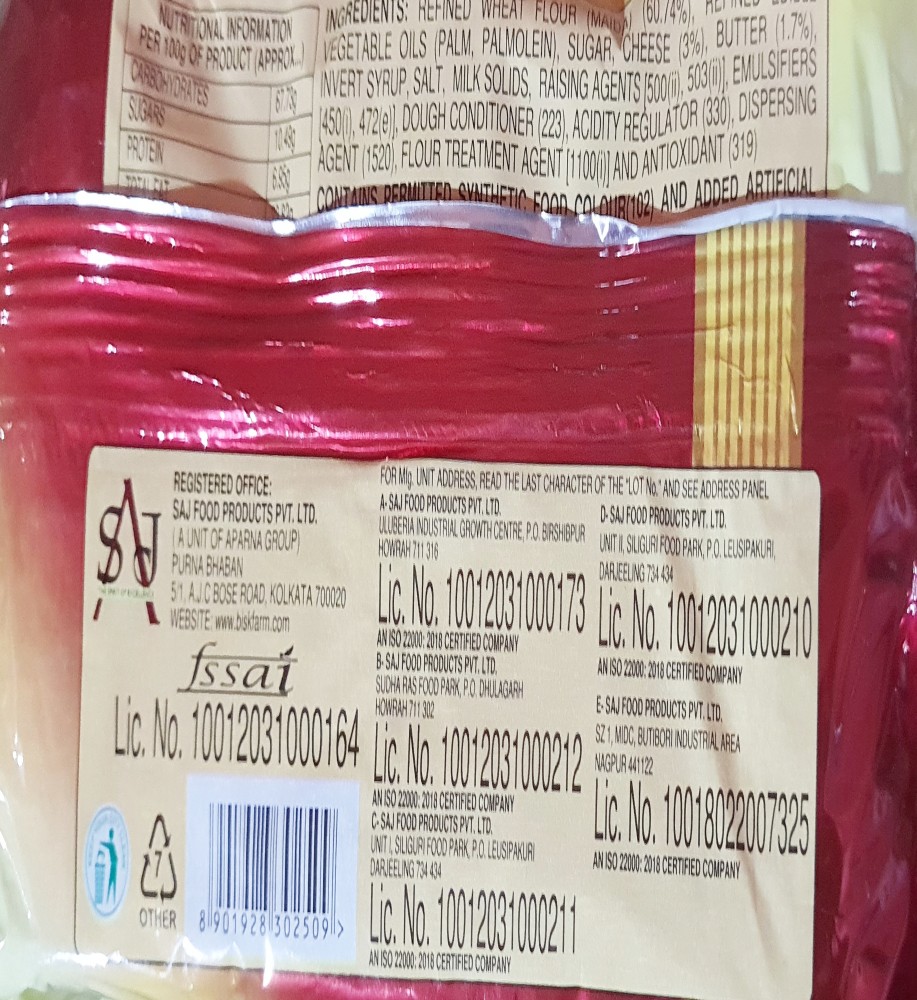 NUTRITIONAL INFORMATION
PER 100g OF PRODUCT (APPROX.)
CARBOHYDRATES 67.78g
SUGARS 10.49g
PROTEIN 6.95g
TOTAL FAT
INGREDIENTS: REFINED WHEAT FLOUR (MAIDA) (60.74%),
VEGETABLE OILS (PALM, PALMOLEIN), SUGAR, CHEESE (3%), BUTTER (1.7%),
INVERT SYRUP, SALT, MILK SOLIDS, RAISING AGENTS [500(ii), 503(ii)], EMULSIFIERS
[450(i), 472(e)], DOUGH CONDITIONER (223), ACIDITY REGULATOR (330), DISPERSING
AGENT (1520), FLOUR TREATMENT AGENT [1100(i)] AND ANTIOXIDANT (319)
CONTAINS PERMITTED SYNTHETIC FOOD COLOUR(102) AND ADDED ARTIFICIAL
SAJ
REGISTERED OFFICE:
SAJ FOOD PRODUCTS PVT. LTD.
(A UNIT OF APARNA GROUP)
PURNA BHABAN
5/1, A.J.C BOSE ROAD, KOLKATA 700020
WEBSITE: www.biskfarm.com
fssai
Lic. No. 10012031000164
7
OTHER
8 901928 302509 >
FOR Mfg. UNIT ADDRESS, READ THE LAST CHARACTER OF THE "LOT No." AND SEE ADDRESS PANEL
A- SAJ FOOD PRODUCTS PVT. LTD.
ULUBERIA INDUSTRIAL GROWTH CENTRE, P.O. BIRSHIBPUR
HOWRAH 711 316
Lic. No. 10012031000173
AN ISO 22000: 2018 CERTIFIED COMPANY
B- SAJ FOOD PRODUCTS PVT. LTD.
SUDHA RAS FOOD PARK, P.O. DHULAGARH
HOWRAH 711 302
Lic. No. 10012031000212
AN ISO 22000: 2018 CERTIFIED COMPANY
C- SAJ FOOD PRODUCTS PVT. LTD.
UNIT I, SILIGURI FOOD PARK, P.O. LEUSIPAKURI
DARJEELING 734 434
Lic. No. 10012031000211
AN ISO 22000: 2018 CERTIFIED COMPANY
D- SAJ FOOD PRODUCTS PVT. LTD.
UNIT II, SILIGURI FOOD PARK, P.O. LEUSIPAKURI,
DARJEELING 734 434
Lic. No. 10012031000210
AN ISO 22000: 2018 CERTIFIED COMPANY
E- SAJ FOOD PRODUCTS PVT. LTD.
SZ 1, MIDC, BUTIBORI INDUSTRIAL AREA
NAGPUR 441122
Lic. No. 10018022007325
AN ISO 22000: 2018 CERTIFIED COMPANY